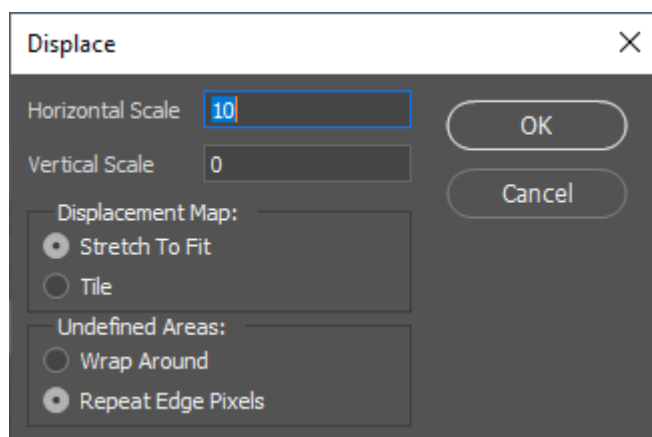 Displace
Horizontal Scale 10
OK
Vertical Scale 0
Cancel
Displacement Map:
Stretch To Fit
Tile
Undefined Areas:
Wrap Around
Repeat Edge Pixels